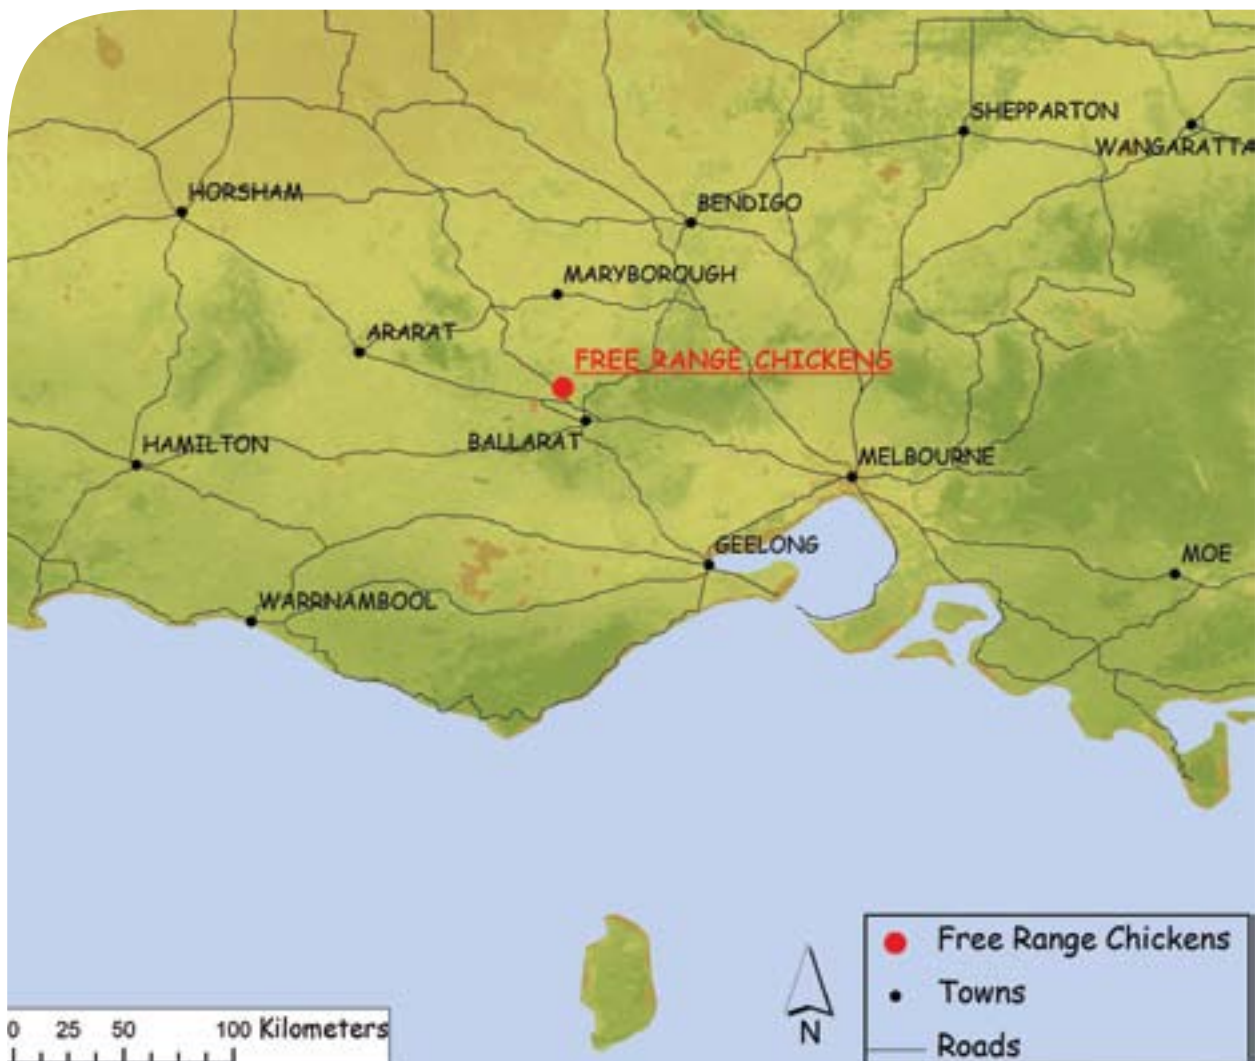 SHEPPARTON
WANGARATTA
HORSHAM
BENDIGO
MARYBOROUGH
ARARAT
FREE RANGE CHICKENS
BALLARAT
HAMILTON
MELBOURNE
GEELONG
MOE
WARRNAMBOOL
Free Range Chickens
Towns
Roads
N
0 25 50 100 Kilometers